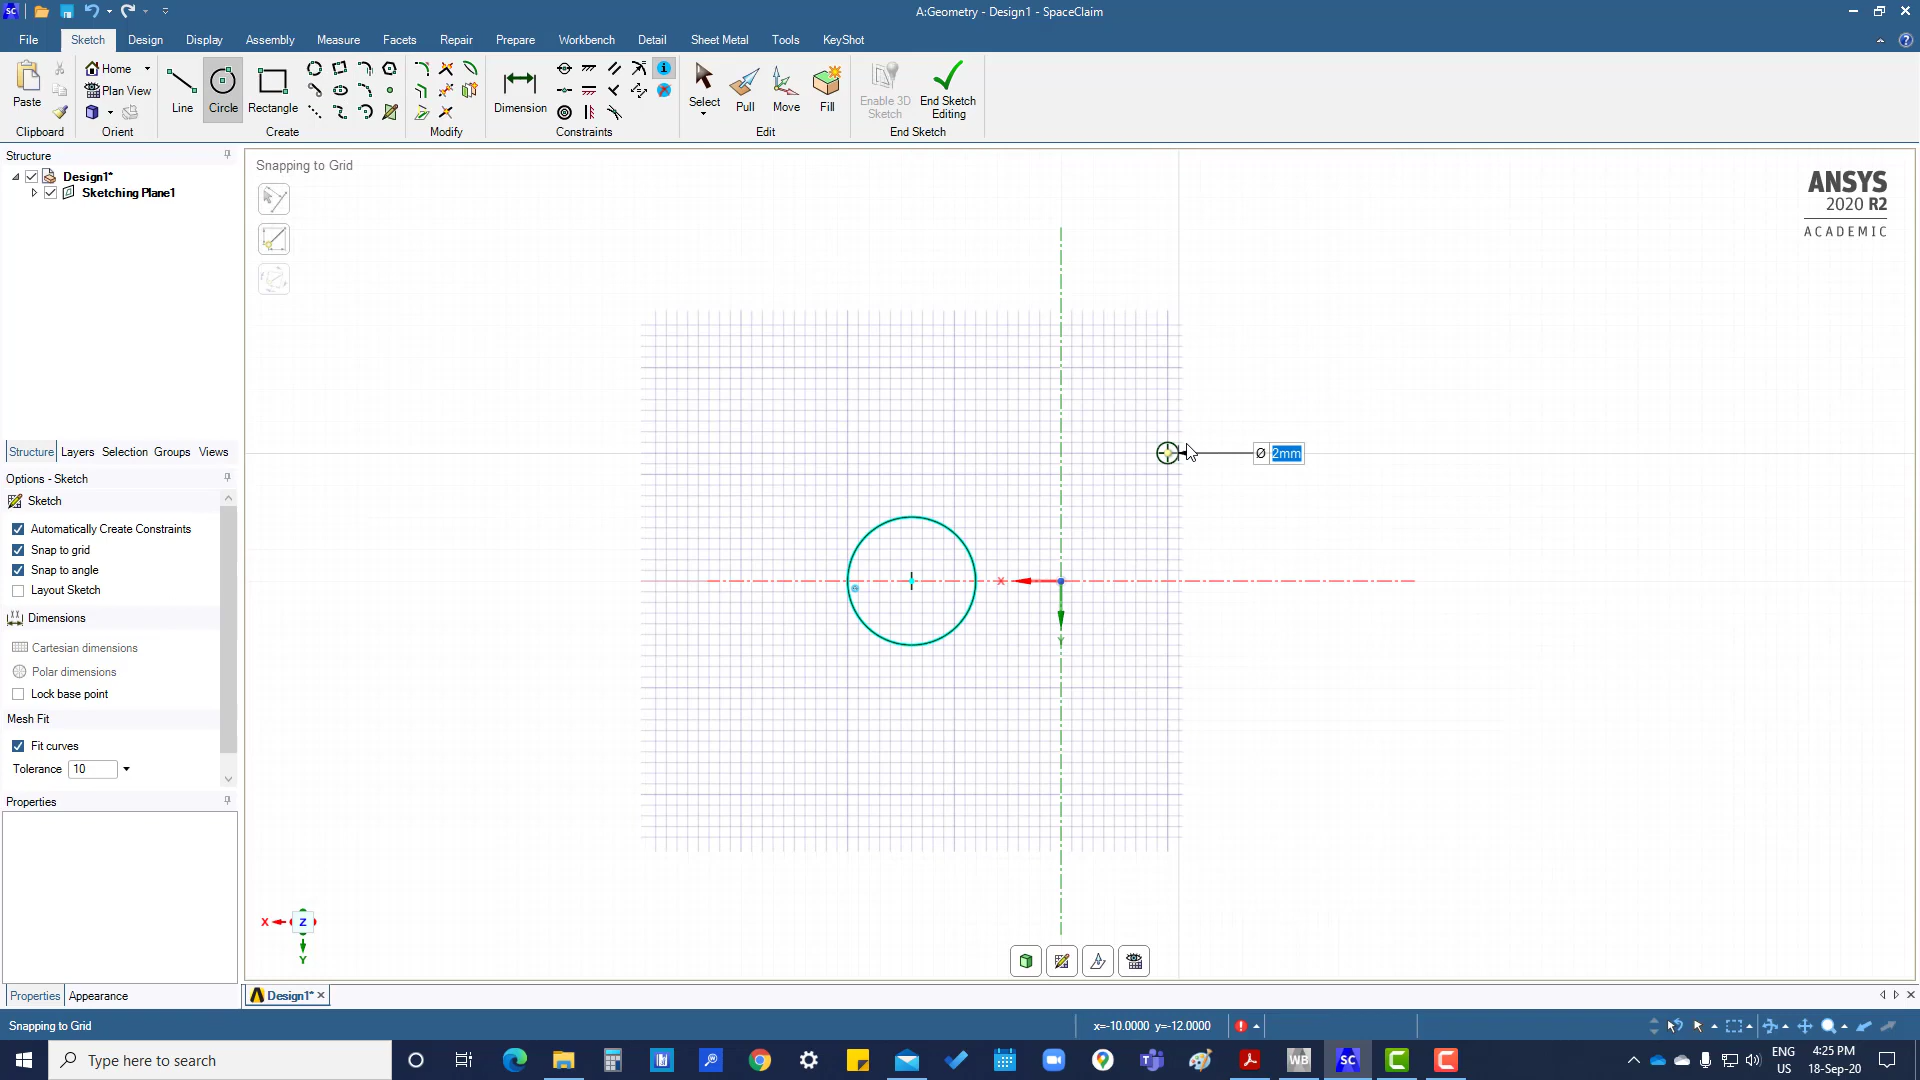 A:Geometry - Design1 - SpaceClaim
File Sketch Design Display Assembly Measure Facets Repair Prepare Workbench Detail Sheet Metal Tools KeyShot
Paste
Home
Plan View
Line Circle Rectangle
Dimension
Select Pull Move Fill
Enable 3D Sketch
End Sketch Editing
Clipboard Orient Create Modify Constraints Edit End Sketch
Structure
Design1*
Sketching Plane1
Snapping to Grid
ANSYS
2020 R2
ACADEMIC
Structure Layers Selection Groups Views
Options - Sketch
Sketch
Automatically Create Constraints
Snap to grid
Snap to angle
Layout Sketch
Dimensions
Cartesian dimensions
Polar dimensions
Lock base point
Mesh Fit
Fit curves
Tolerance 10
Properties
Ø 2mm
X
Y
X Z
Y
Properties Appearance
Design1*
Snapping to Grid
x=-10.0000 y=-12.0000
Type here to search
WB
SC
ENG
US
4:25 PM
18-Sep-20